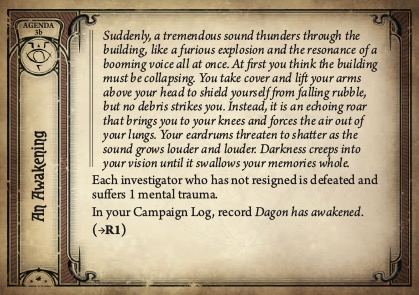 AGENDA
3b
An Awakening
Suddenly, a tremendous sound thunders through the
building, like a furious explosion and the resonance of a
booming voice all at once. At first you think the building
must be collapsing. You take cover and lift your arms
above your head to shield yourself from falling rubble,
but no debris strikes you. Instead, it is an echoing roar
that brings you to your knees and forces the air out of
your lungs. Your eardrums threaten to shatter as the
sound grows louder and louder. Darkness creeps into
your vision until it swallows your memories whole.
Each investigator who has not resigned is defeated and
suffers 1 mental trauma.
In your Campaign Log, record Dagon has awakened.
(→R1)